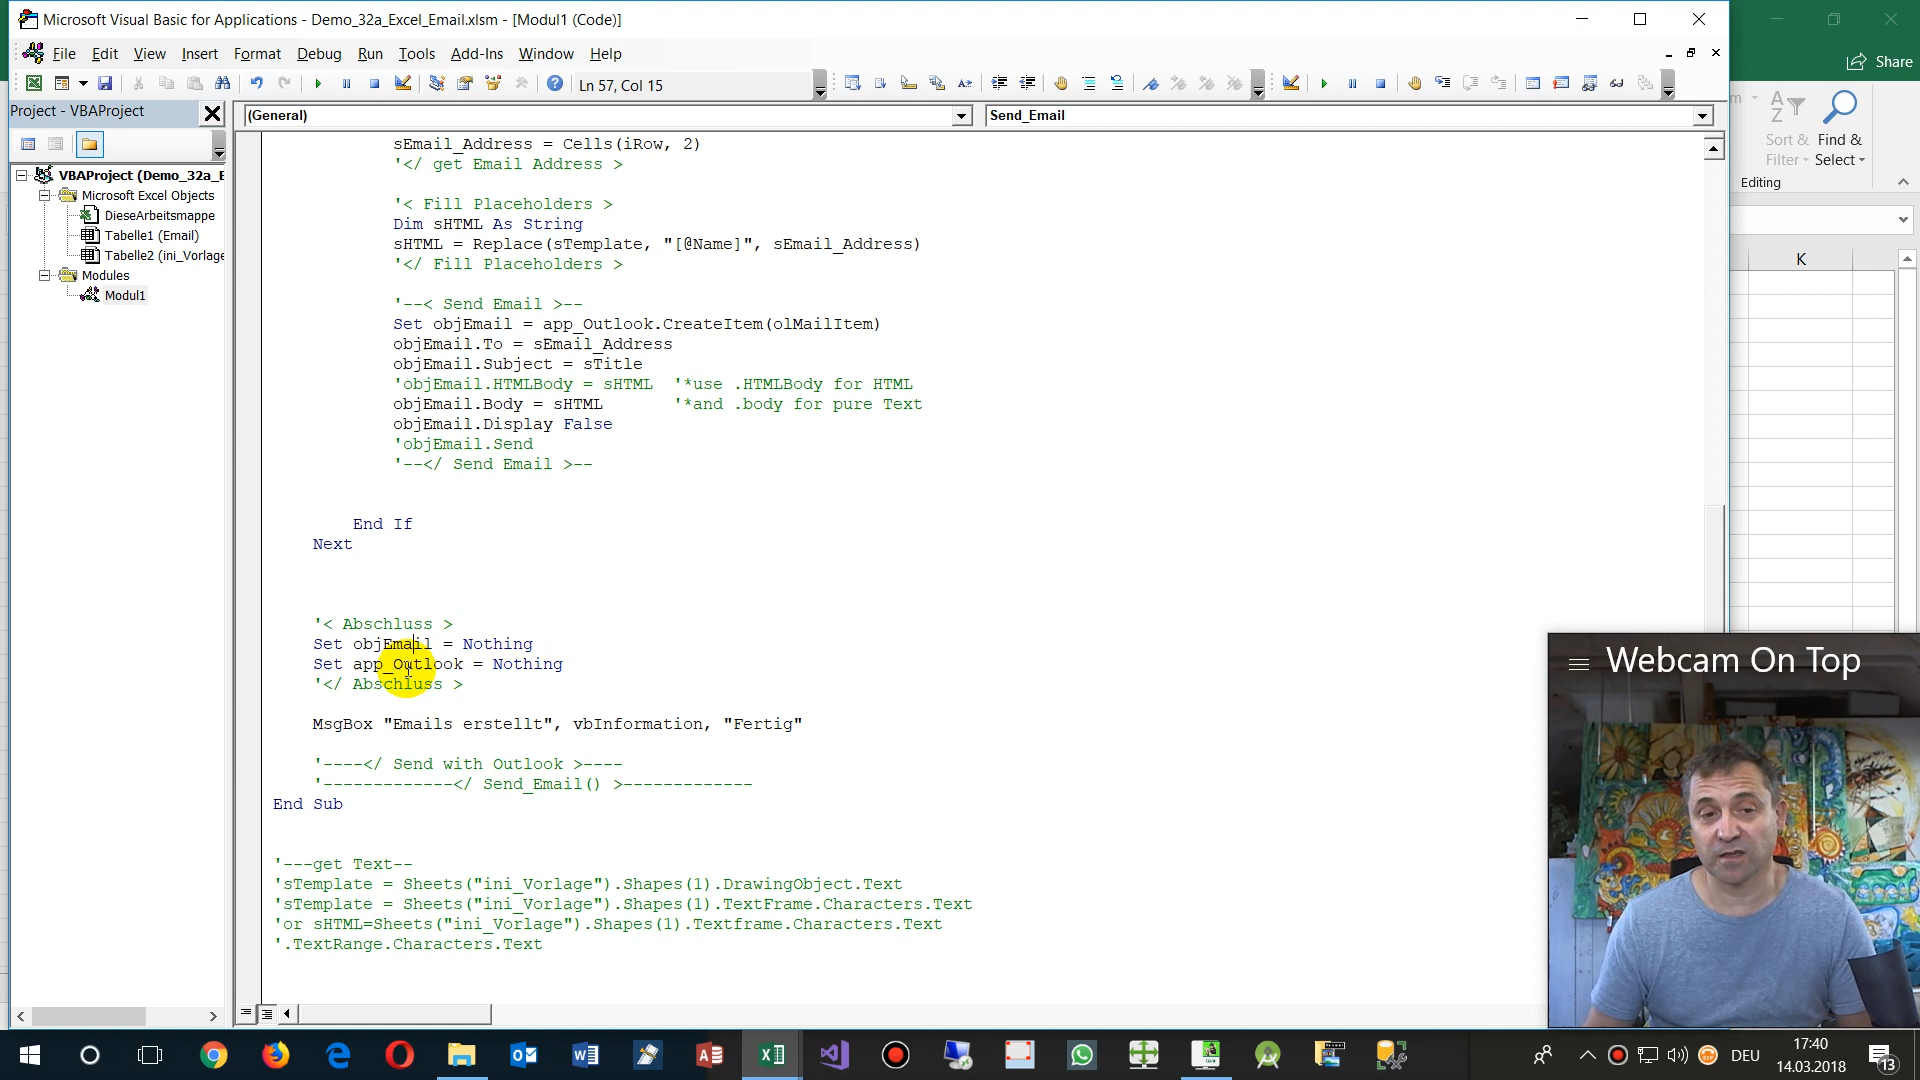 Microsoft Visual Basic for Applications - Demo_32a_Excel_Email.xlsm - [Modul1 (Code)]
File Edit View Insert Format Debug Run Tools Add-Ins Window Help
Share
Ln 57, Col 15
Project - VBAProject
(General)
Send_Email
Sort & Filter
Find & Select
Editing
K
VBAProject (Demo_32a_E
Microsoft Excel Objects
DieseArbeitsmappe
Tabelle1 (Email)
Tabelle2 (ini_Vorlage
Modules
Modul1
sEmail_Address = Cells(iRow, 2)
'</ get Email Address >
'< Fill Placeholders >
Dim sHTML As String
sHTML = Replace(sTemplate, "[@Name]", sEmail_Address)
'</ Fill Placeholders >
'--< Send Email >--
Set objEmail = app_Outlook.CreateItem(olMailItem)
objEmail.To = sEmail_Address
objEmail.Subject = sTitle
'objEmail.HTMLBody = sHTML '*use .HTMLBody for HTML
objEmail.Body = sHTML '*and .body for pure Text
objEmail.Display False
'objEmail.Send
'--</ Send Email >--
End If
Next
'< Abschluss >
Set objEmail = Nothing
Set app_Outlook = Nothing
'</ Abschluss >
MsgBox "Emails erstellt", vbInformation, "Fertig"
'----</ Send with Outlook >----
'-------------</ Send_Email() >-------------
End Sub
'---get Text--
'sTemplate = Sheets("ini_Vorlage").Shapes(1).DrawingObject.Text
'sTemplate = Sheets("ini_Vorlage").Shapes(1).TextFrame.Characters.Text
'or sHTML=Sheets("ini_Vorlage").Shapes(1).Textframe.Characters.Text
'.TextRange.Characters.Text
Webcam On Top
DEU
17:40
14.03.2018
13